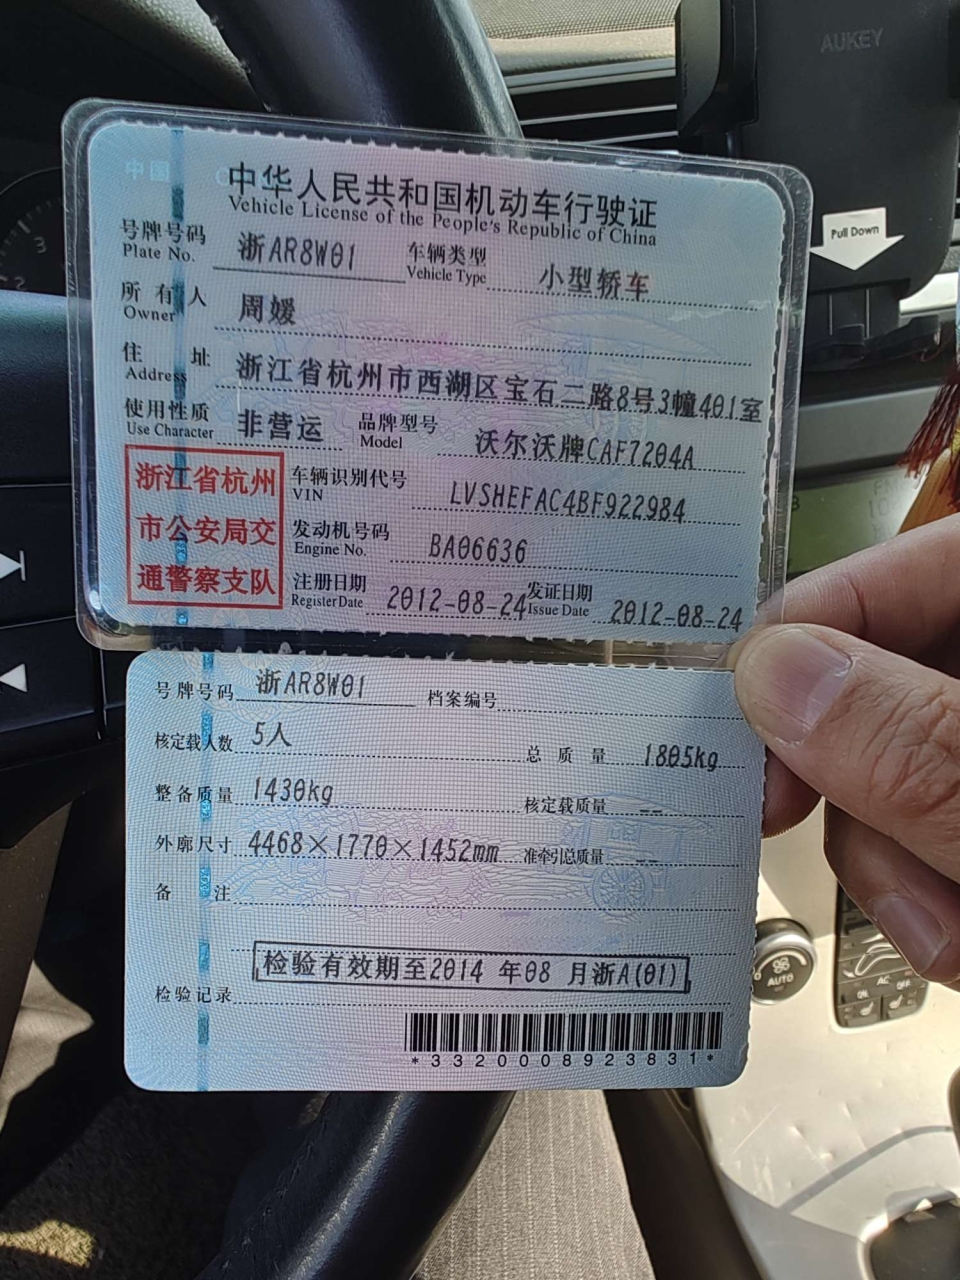 AUKEY
Pull Down
中国
中华人民共和国机动车行驶证
Vehicle License of the People's Republic of China
号牌号码 浙AR8W01 车辆类型 小型轿车
Plate No. Vehicle Type
所有人 周媛
Owner
住址 浙江省杭州市西湖区宝石二路8号3幢401室
Address
使用性质 非营运 品牌型号 沃尔沃牌CAF7204A
Use Character Model
浙江省杭州
市公安局交
通警察支队
车辆识别代号 LVSHEFAC4BF922984
VIN
发动机号码 BA06636
Engine No.
注册日期 2012-08-24 发证日期 2012-08-24
Register Date Issue Date
号牌号码 浙AR8W01 档案编号
核定载人数 5人 总质量 1805kg
整备质量 1430kg 核定载质量 --
外廓尺寸 4468×1770×1452mm 准牵引总质量 --
备注
检验有效期至2014年08月浙A(01)
检验记录
*3320008923831*
AUTO
AC
ON OFF
3
2